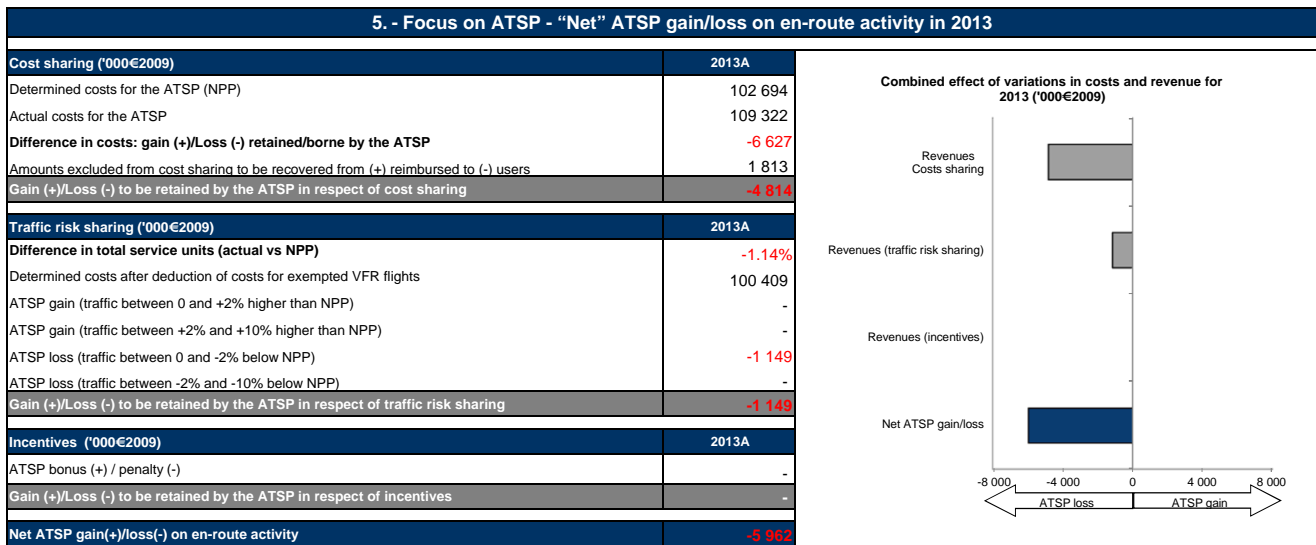 5. - Focus on ATSP - “Net” ATSP gain/loss on en-route activity in 2013
Cost sharing ('000€2009) 2013A
Determined costs for the ATSP (NPP) 102 694
Actual costs for the ATSP 109 322
Difference in costs: gain (+)/Loss (-) retained/borne by the ATSP -6 627
Amounts excluded from cost sharing to be recovered from (+) reimbursed to (-) users 1 813
Gain (+)/Loss (-) to be retained by the ATSP in respect of cost sharing -4 814
Traffic risk sharing ('000€2009) 2013A
Difference in total service units (actual vs NPP) -1.14%
Determined costs after deduction of costs for exempted VFR flights 100 409
ATSP gain (traffic between 0 and +2% higher than NPP) -
ATSP gain (traffic between +2% and +10% higher than NPP) -
ATSP loss (traffic between 0 and -2% below NPP) -1 149
ATSP loss (traffic between -2% and -10% below NPP) -
Gain (+)/Loss (-) to be retained by the ATSP in respect of traffic risk sharing -1 149
Incentives ('000€2009) 2013A
ATSP bonus (+) / penalty (-) -
Gain (+)/Loss (-) to be retained by the ATSP in respect of incentives -
Net ATSP gain(+)/loss(-) on en-route activity -5 962
Combined effect of variations in costs and revenue for
2013 ('000€2009)
Revenues
Costs sharing
Revenues (traffic risk sharing)
Revenues (incentives)
Net ATSP gain/loss
-8 000 -4 000 0 4 000 8 000
ATSP loss ATSP gain